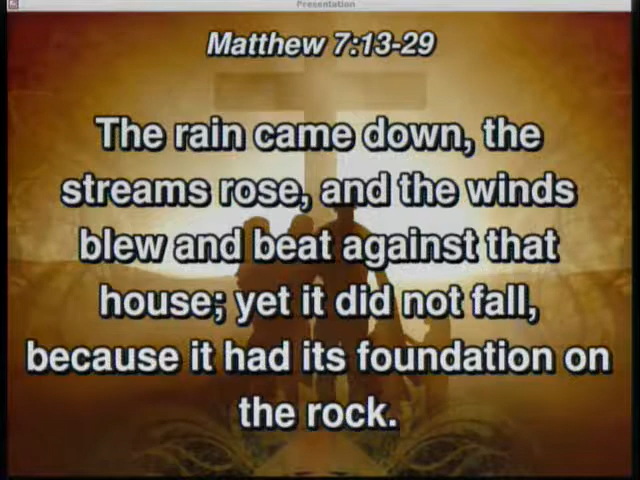 Presentation
Matthew 7:13-29
The rain came down, the
streams rose, and the winds
blew and beat against that
house; yet it did not fall,
because it had its foundation on
the rock.